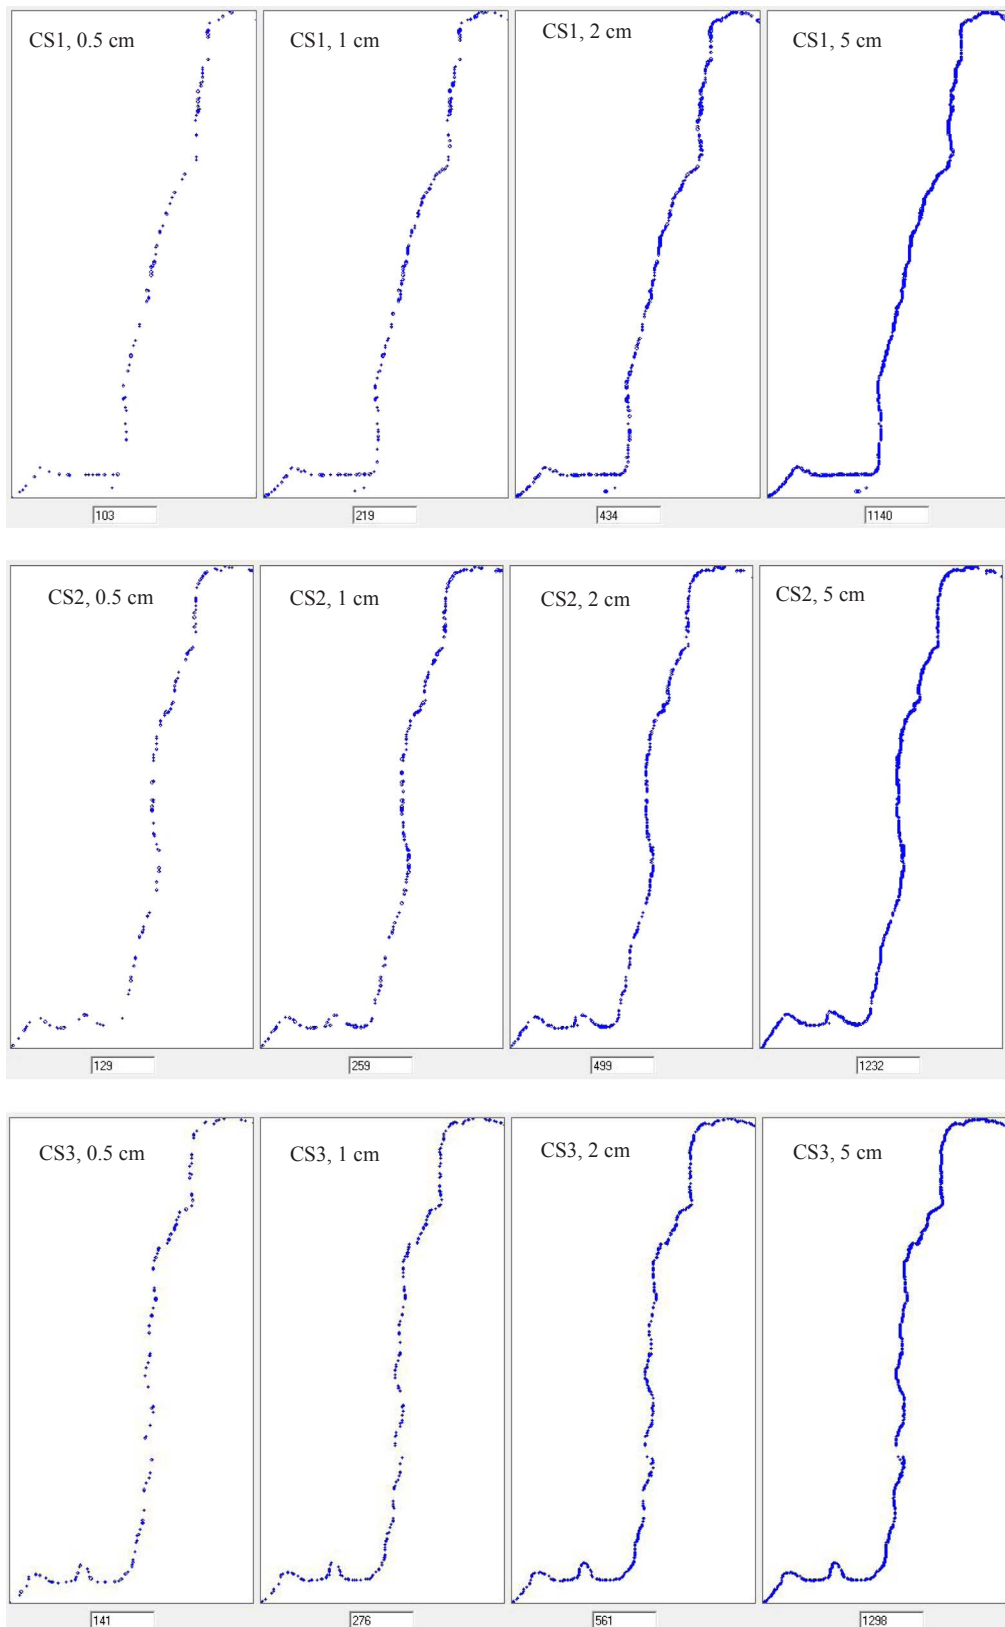 CS1, 0.5 cm
CS1, 1 cm
CS1, 2 cm
CS1, 5 cm
103
219
434
1140
CS2, 0.5 cm
CS2, 1 cm
CS2, 2 cm
CS2, 5 cm
129
259
499
1232
CS3, 0.5 cm
CS3, 1 cm
CS3, 2 cm
CS3, 5 cm
141
276
561
1298